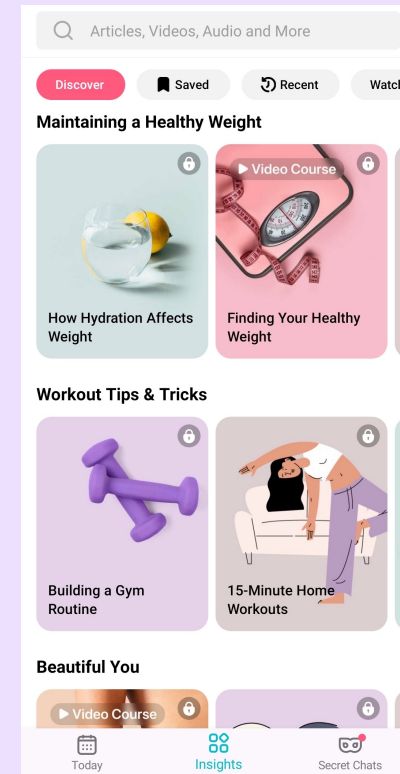 Articles, Videos, Audio and More
Discover
Saved
Recent
Watch
Maintaining a Healthy Weight
How Hydration Affects
Weight
Video Course
Finding Your Healthy
Weight
Workout Tips & Tricks
Building a Gym
Routine
15-Minute Home
Workouts
Beautiful You
Video Course
Today
Insights
Secret Chats